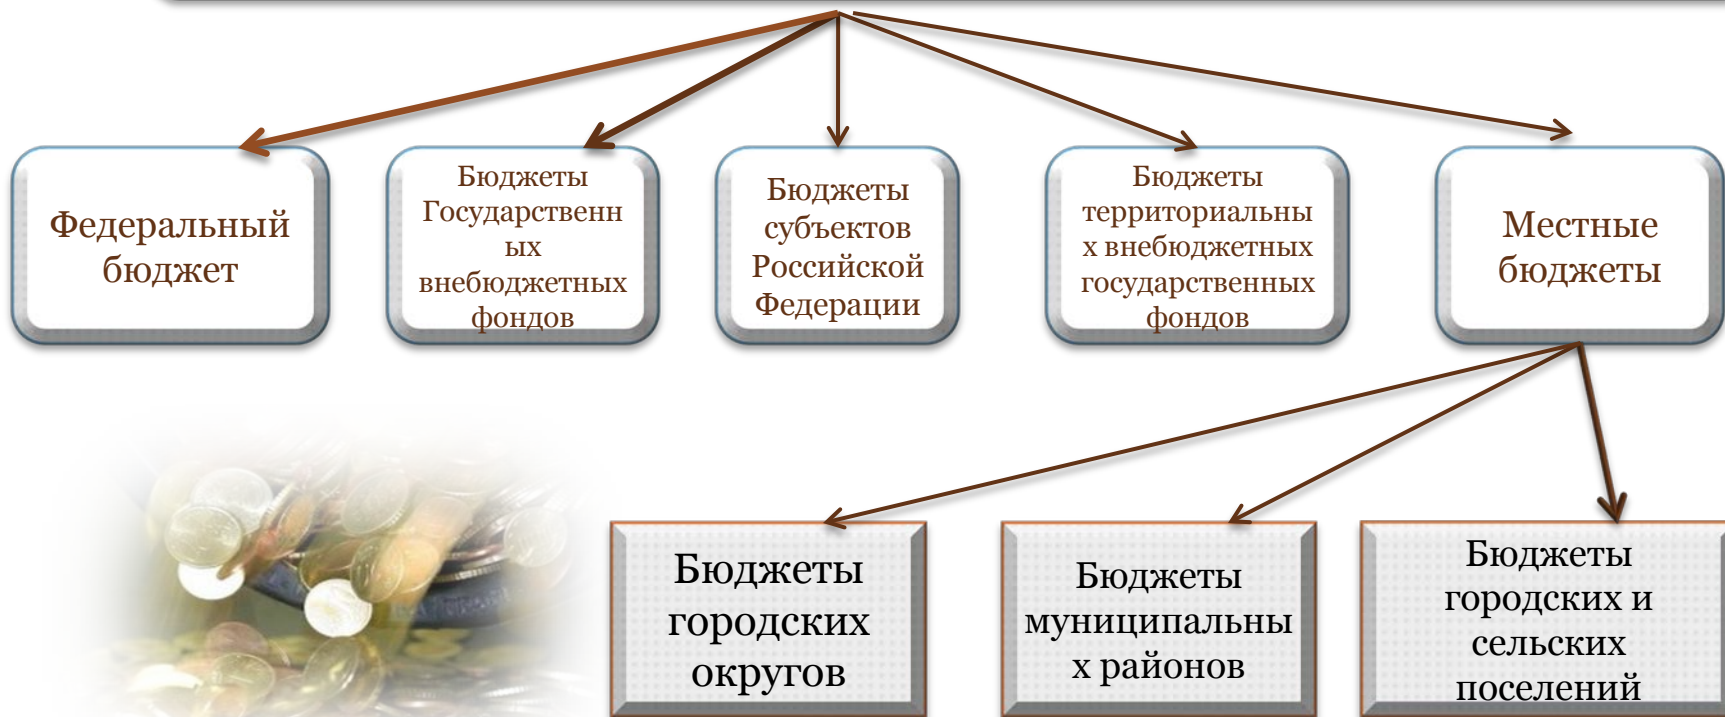 Федеральный
бюджет
Бюджеты
Государственн
ых
внебюджетных
фондов
Бюджеты
субъектов
Российской
Федерации
Бюджеты
территориальны
х внебюджетных
государственных
фондов
Местные
бюджеты
Бюджеты
городских
округов
Бюджеты
муниципальны
х районов
Бюджеты
городских и
сельских
поселений